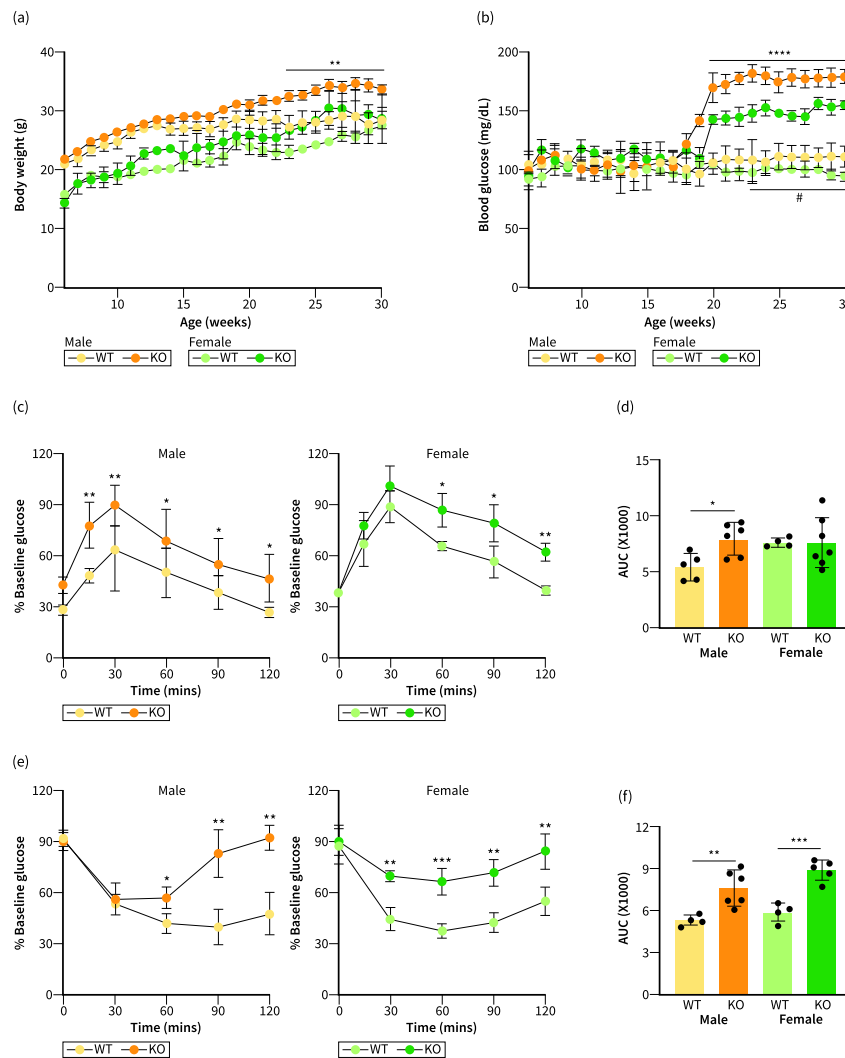 (a)
Body weight (g)
40
30
20
10
0
**
10 15 20 25 30
Age (weeks)
Male Female
WT KO WT KO
(b)
Blood glucose (mg/dL)
200
150
100
50
0
****
#
10 15 20 25 30
Age (weeks)
Male Female
WT KO WT KO
(c)
Male
% Baseline glucose
120
90
60
30
0
** ** * * *
0 30 60 90 120
Time (mins)
WT KO
Female
% Baseline glucose
120
90
60
30
0
* * **
0 30 60 90 120
Time (mins)
WT KO
(d)
AUC (X1000)
15
10
5
0
*
WT KO WT KO
Male Female
(e)
Male
% Baseline glucose
120
90
60
30
0
* ** **
0 30 60 90 120
Time (mins)
WT KO
Female
% Baseline glucose
120
90
60
30
0
** *** ** **
0 30 60 90 120
Time (mins)
WT KO
(f)
AUC (X1000)
12
9
6
3
0
** ***
WT KO WT KO
Male Female